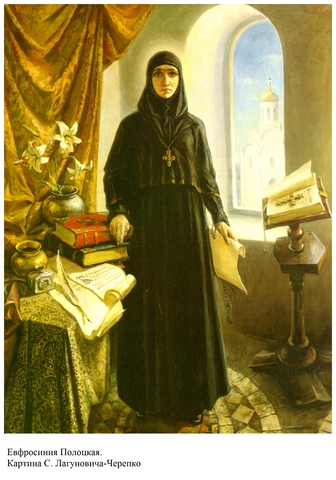 Евфросиния Полоцкая.
Картина С. Лагуновича-Черепко